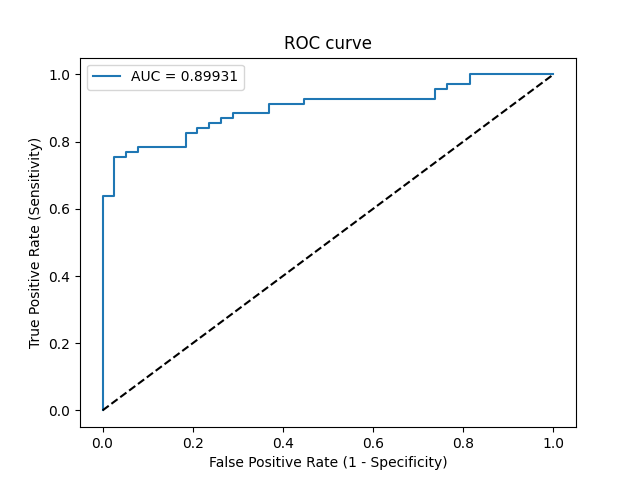 ROC curve
AUC = 0.89931
True Positive Rate (Sensitivity)
1.0
0.8
0.6
0.4
0.2
0.0
0.0 0.2 0.4 0.6 0.8 1.0
False Positive Rate (1 - Specificity)